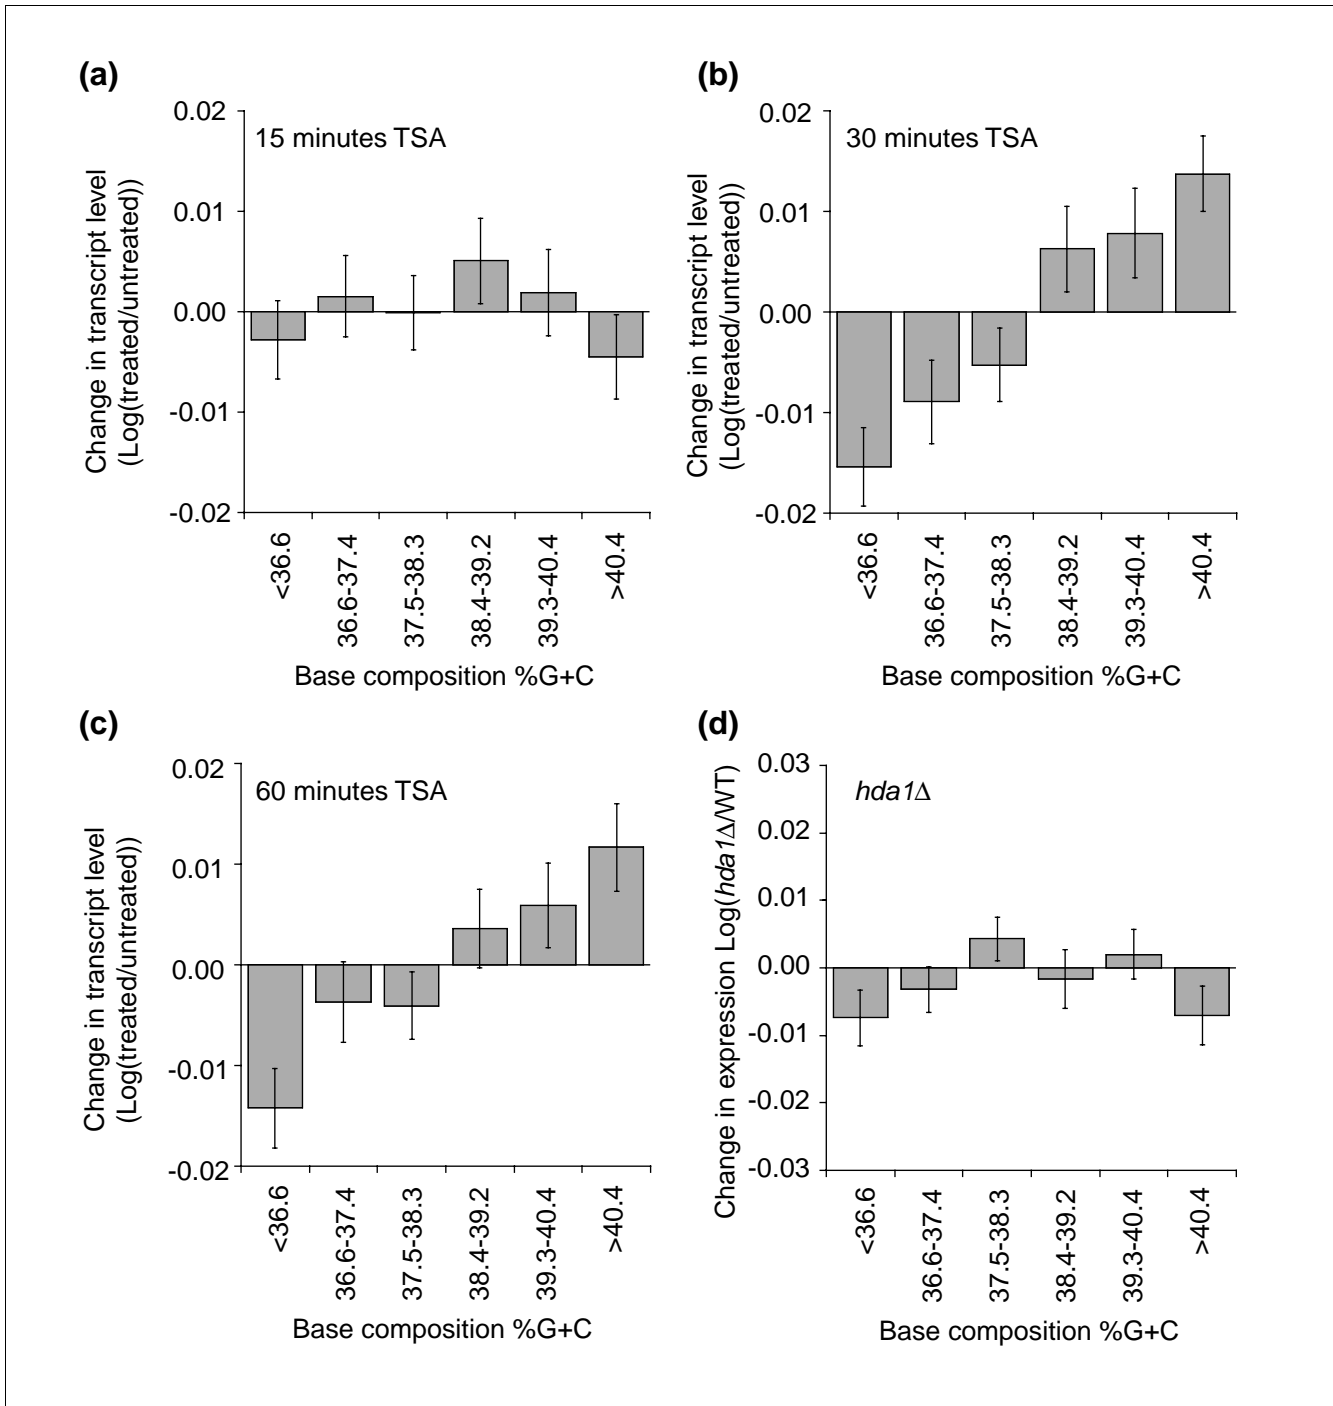 (a)
15 minutes TSA
Change in transcript level
(Log(treated/untreated))
0.02
0.01
0.00
-0.01
-0.02
<36.6
36.6-37.4
37.5-38.3
38.4-39.2
39.3-40.4
>40.4
Base composition %G+C
(b)
30 minutes TSA
Change in transcript level
(Log(treated/untreated))
0.02
0.01
0.00
-0.01
-0.02
<36.6
36.6-37.4
37.5-38.3
38.4-39.2
39.3-40.4
>40.4
Base composition %G+C
(c)
60 minutes TSA
Change in transcript level
(Log(treated/untreated))
0.02
0.01
0.00
-0.01
-0.02
<36.6
36.6-37.4
37.5-38.3
38.4-39.2
39.3-40.4
>40.4
Base composition %G+C
(d)
hda1Δ
Change in expression Log(hda1Δ/WT)
0.03
0.02
0.01
0.00
-0.01
-0.02
-0.03
<36.6
36.6-37.4
37.5-38.3
38.4-39.2
39.3-40.4
>40.4
Base composition %G+C